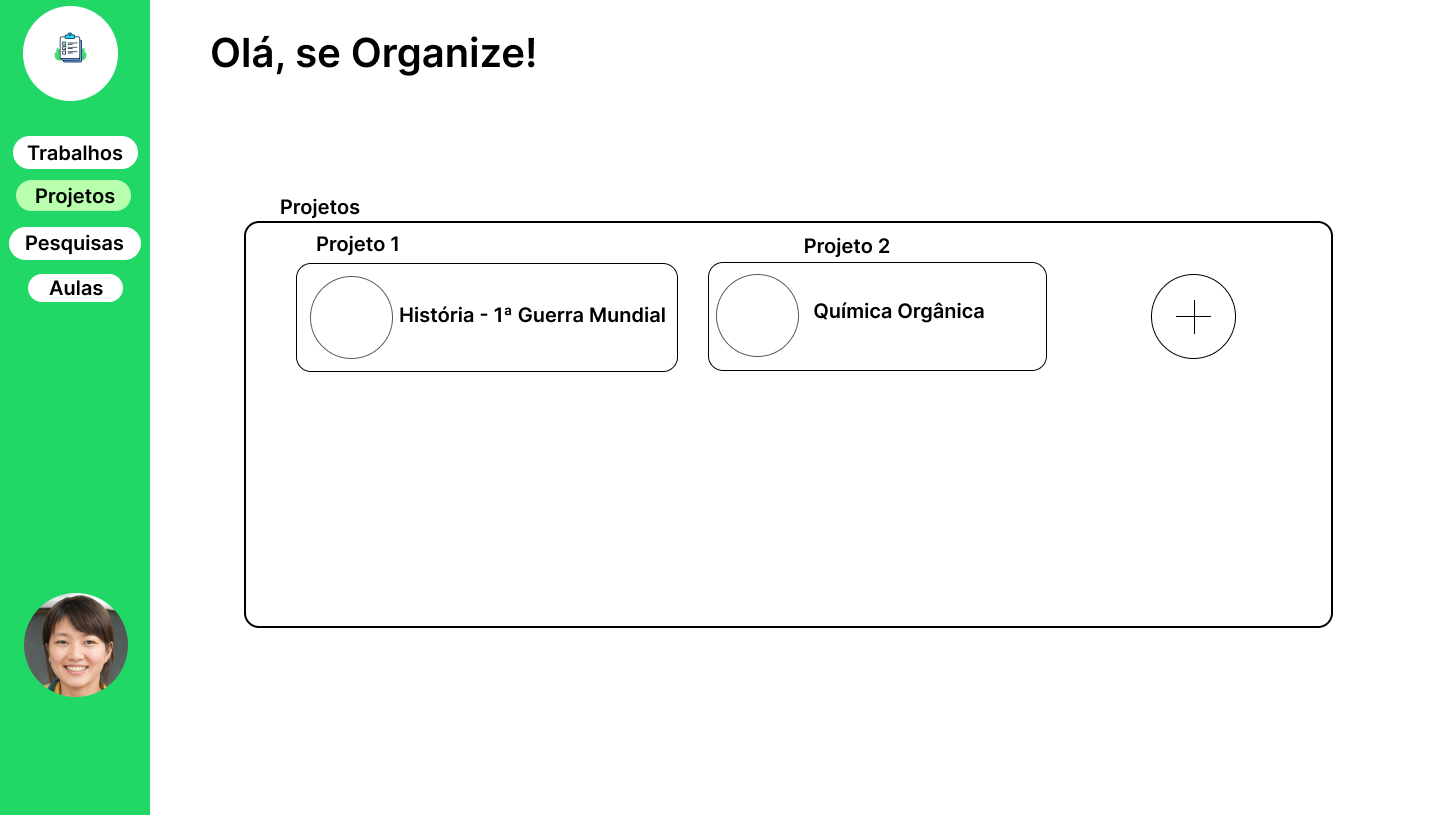 Olá, se Organize!
Trabalhos
Projetos
Pesquisas
Aulas
Projetos
Projeto 1
Projeto 2
História - 1ª Guerra Mundial
Química Orgânica